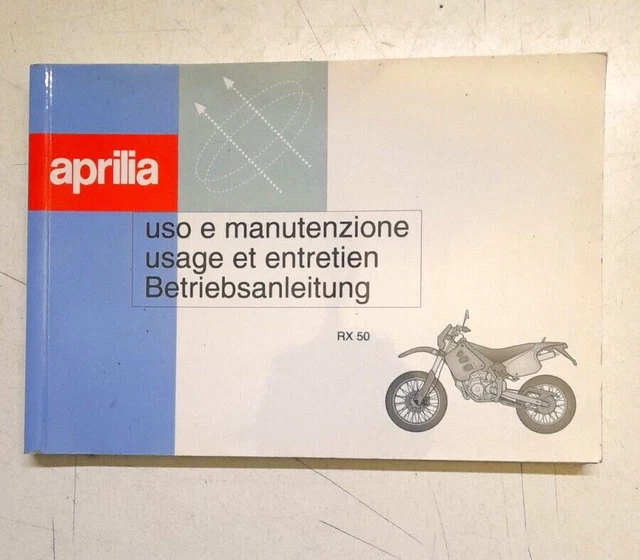 aprilia
uso e manutenzione
usage et entretien
Betriebsanleitung
RX 50